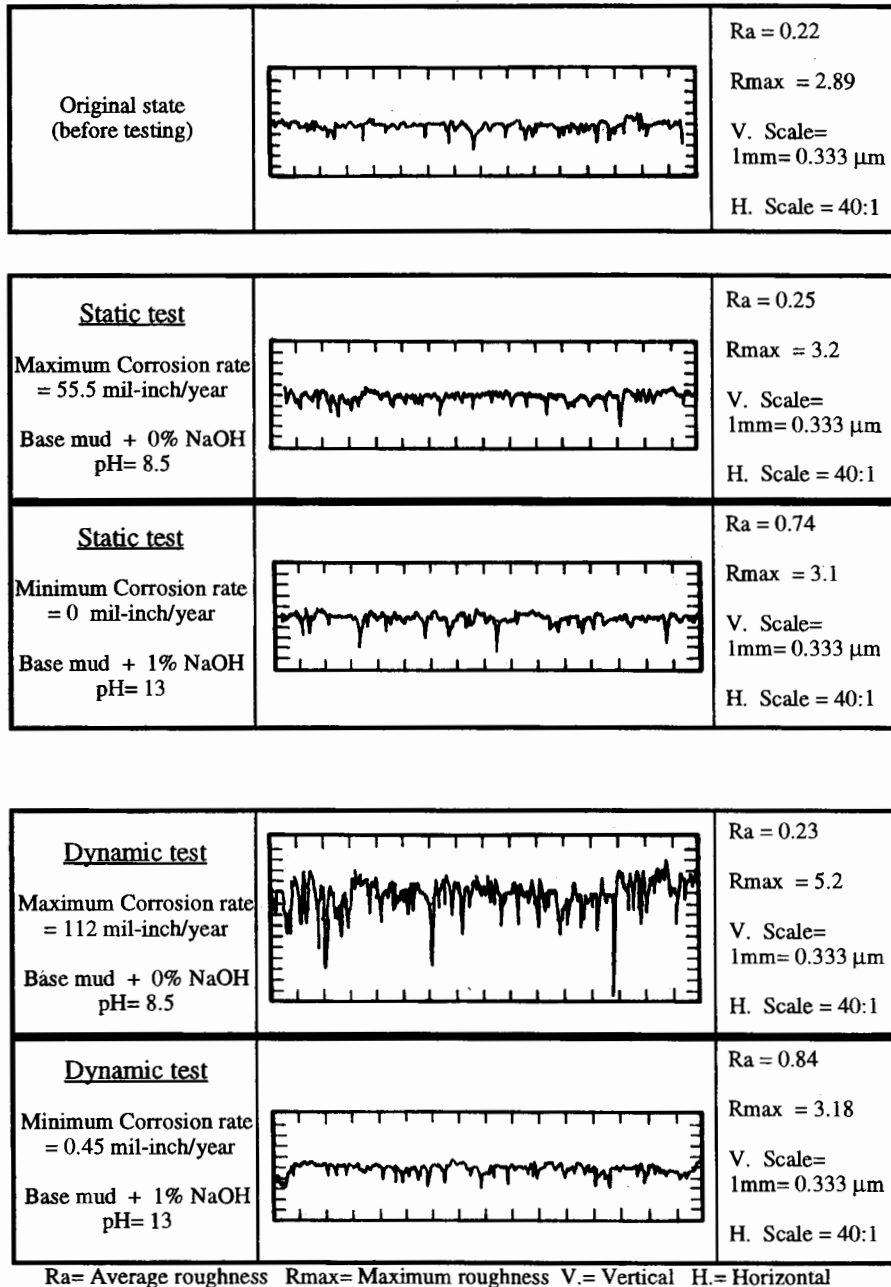 Original state
(before testing)
Ra = 0.22
Rmax = 2.89
V. Scale=
1mm= 0.333 μm
H. Scale = 40:1
Static test
Maximum Corrosion rate
= 55.5 mil-inch/year
Base mud + 0% NaOH
pH= 8.5
Ra = 0.25
Rmax = 3.2
V. Scale=
1mm= 0.333 μm
H. Scale = 40:1
Static test
Minimum Corrosion rate
= 0 mil-inch/year
Base mud + 1% NaOH
pH= 13
Ra = 0.74
Rmax = 3.1
V. Scale=
1mm= 0.333 μm
H. Scale = 40:1
Dynamic test
Maximum Corrosion rate
= 112 mil-inch/year
Base mud + 0% NaOH
pH= 8.5
Ra = 0.23
Rmax = 5.2
V. Scale=
1mm= 0.333 μm
H. Scale = 40:1
Dynamic test
Minimum Corrosion rate
= 0.45 mil-inch/year
Base mud + 1% NaOH
pH= 13
Ra = 0.84
Rmax = 3.18
V. Scale=
1mm= 0.333 μm
H. Scale = 40:1
Ra= Average roughness Rmax= Maximum roughness V.= Vertical H.= Horizontal